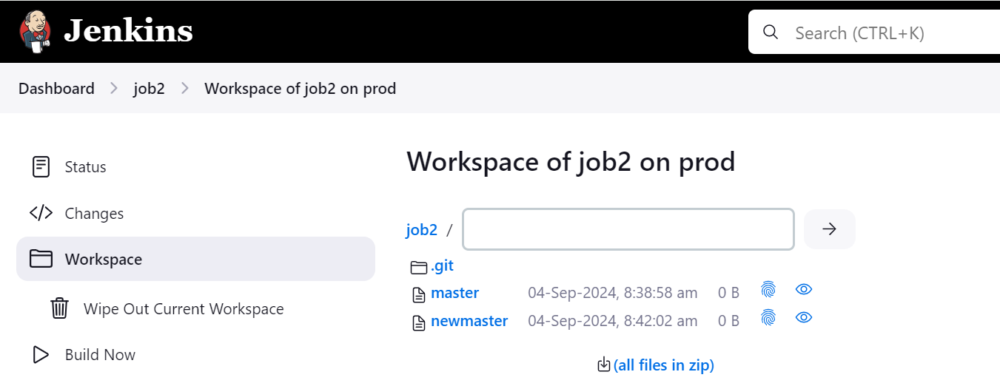 Jenkins
Search (CTRL+K)
Dashboard > job2 > Workspace of job2 on prod
Status
Changes
Workspace
Wipe Out Current Workspace
Build Now
Workspace of job2 on prod
job2 /
.git
master 04-Sep-2024, 8:38:58 am 0 B
newmaster 04-Sep-2024, 8:42:02 am 0 B
(all files in zip)